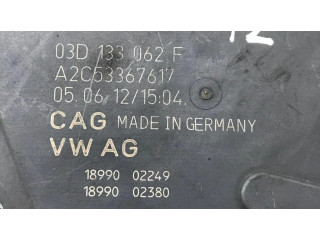 12
03D 133 062 F
A2C53367617
05.06.12/15:04
CAG MADE IN GERMANY
VW AG
18990 02249
18990 02380